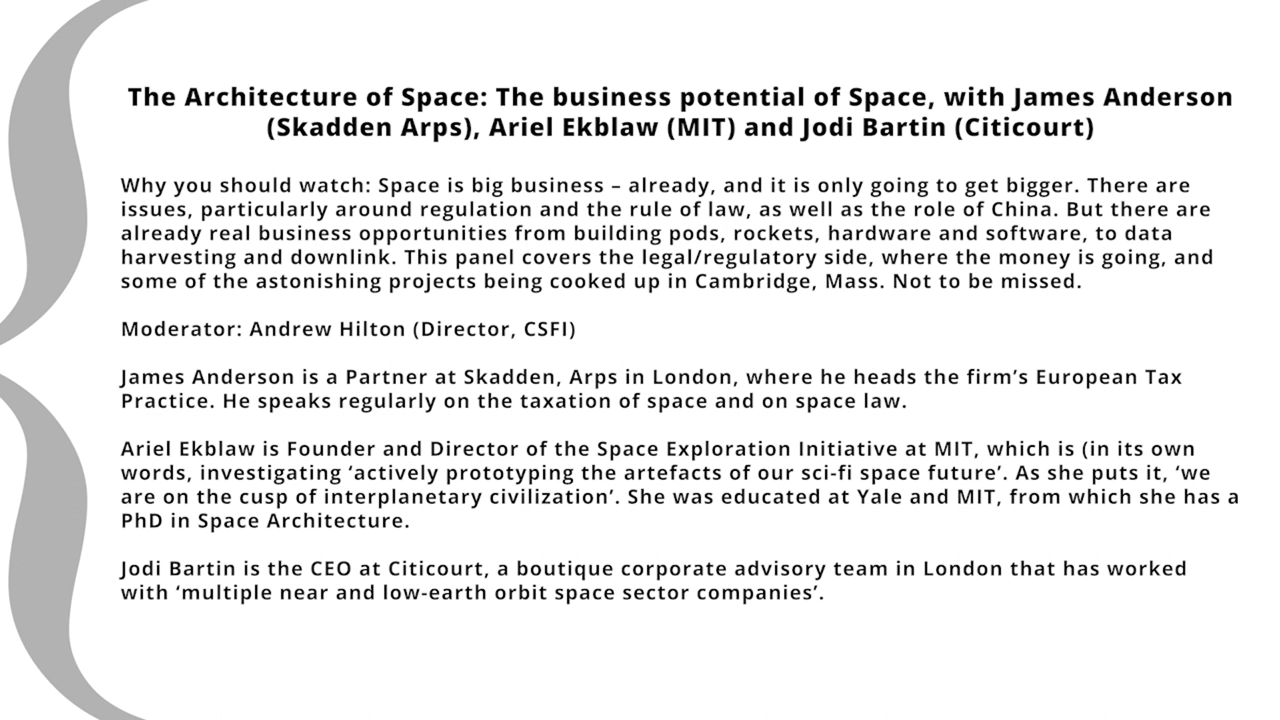 The Architecture of Space: The business potential of Space, with James Anderson
(Skadden Arps), Ariel Ekblaw (MIT) and Jodi Bartin (Citicourt)
Why you should watch: Space is big business – already, and it is only going to get bigger. There are
issues, particularly around regulation and the rule of law, as well as the role of China. But there are
already real business opportunities from building pods, rockets, hardware and software, to data
harvesting and downlink. This panel covers the legal/regulatory side, where the money is going, and
some of the astonishing projects being cooked up in Cambridge, Mass. Not to be missed.
Moderator: Andrew Hilton (Director, CSFI)
James Anderson is a Partner at Skadden, Arps in London, where he heads the firm’s European Tax
Practice. He speaks regularly on the taxation of space and on space law.
Ariel Ekblaw is Founder and Director of the Space Exploration Initiative at MIT, which is (in its own
words, investigating ‘actively prototyping the artefacts of our sci-fi space future’. As she puts it, ‘we
are on the cusp of interplanetary civilization’. She was educated at Yale and MIT, from which she has a
PhD in Space Architecture.
Jodi Bartin is the CEO at Citicourt, a boutique corporate advisory team in London that has worked
with ‘multiple near and low-earth orbit space sector companies’.